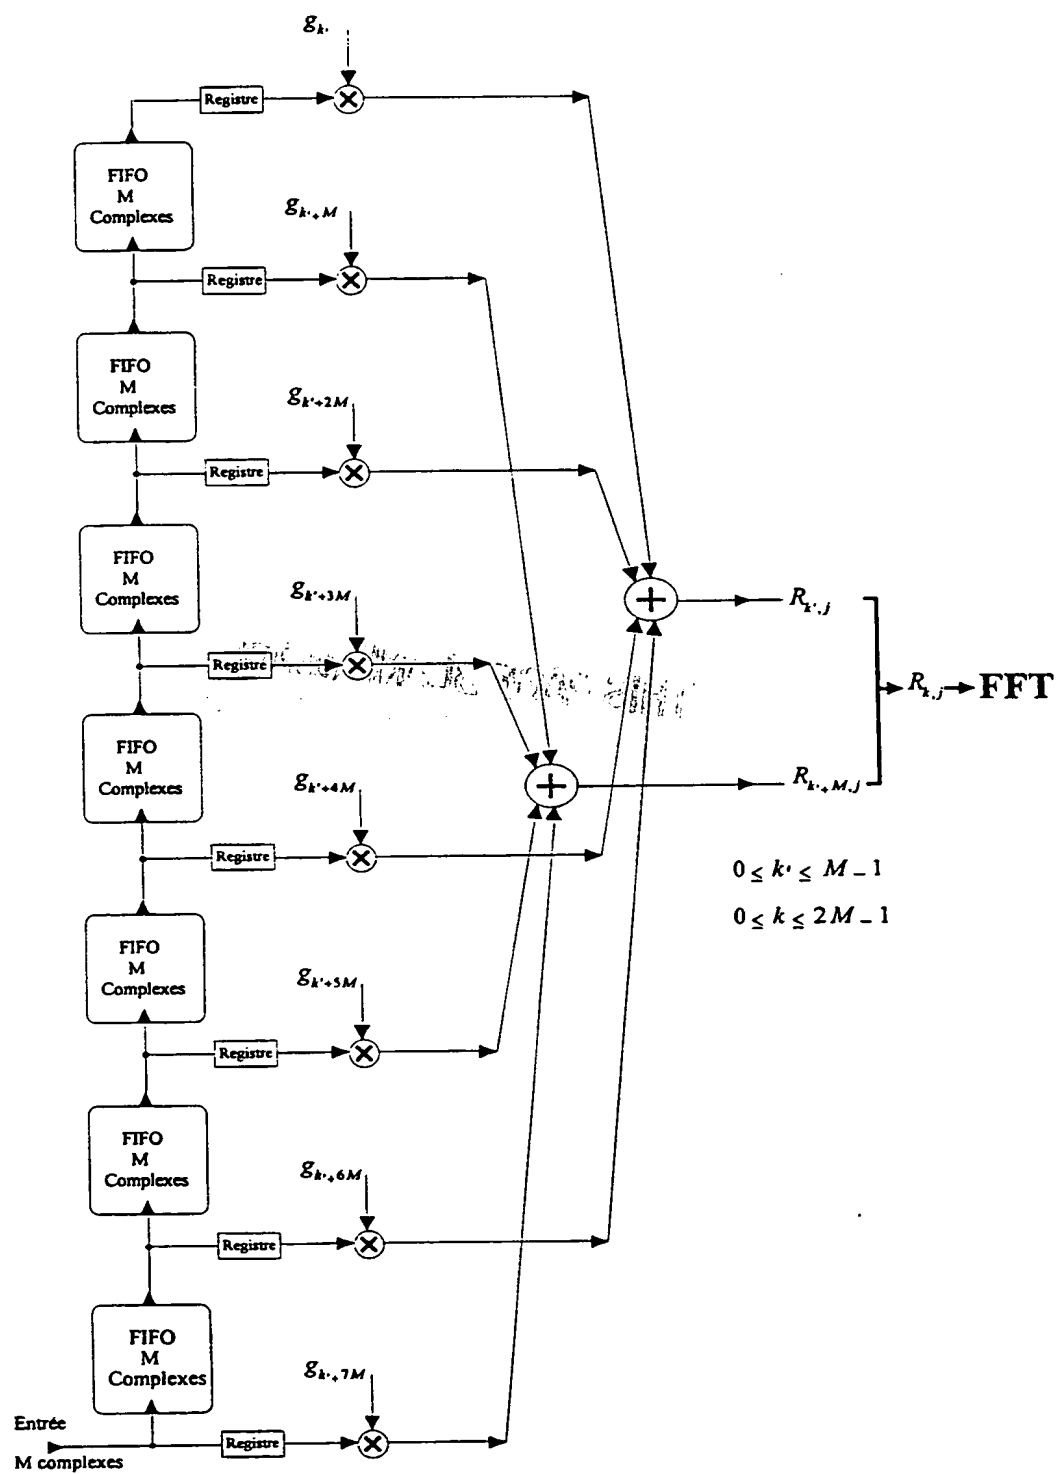 g_k'
Registre
FIFO
M
Complexes
g_k'+M
Registre
FIFO
M
Complexes
g_k'+2M
Registre
FIFO
M
Complexes
g_k'+3M
Registre
R_k',j
R_k,j
FFT
FIFO
M
Complexes
R_k'+M,j
g_k'+4M
Registre
0 ≤ k' ≤ M - 1
0 ≤ k ≤ 2M - 1
FIFO
M
Complexes
g_k'+5M
Registre
FIFO
M
Complexes
g_k'+6M
Registre
FIFO
M
Complexes
g_k'+7M
Entrée
Registre
M complexes